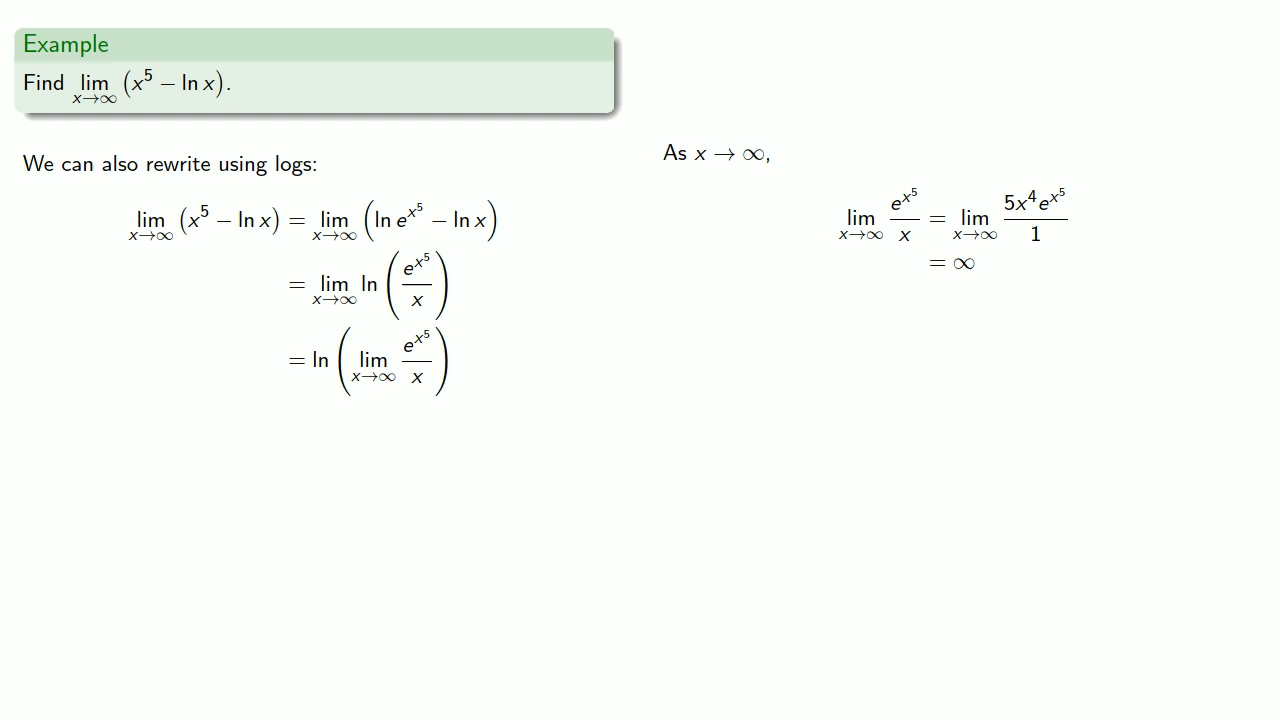 Example
Find lim_{x→∞} (x^5 − ln x).
We can also rewrite using logs:
lim_{x→∞} (x^5 − ln x) = lim_{x→∞} (ln e^{x^5} − ln x)
= lim_{x→∞} ln (e^{x^5} / x)
= ln (lim_{x→∞} e^{x^5} / x)
As x → ∞,
lim_{x→∞} e^{x^5} / x = lim_{x→∞} 5x^4 e^{x^5} / 1
= ∞